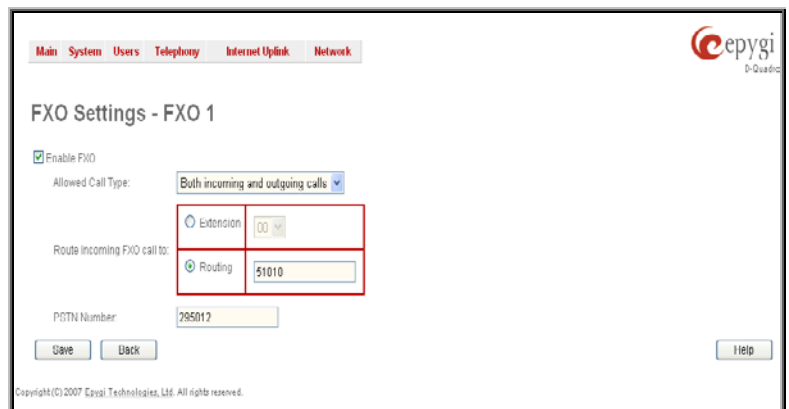 Main System Users Telephony Internet Uplink Network
epygi
D-Quadro
FXO Settings - FXO 1
Enable FXO
Allowed Call Type: Both incoming and outgoing calls
Extension 00
Route incoming FXO call to:
Routing 51010
PSTN Number: 295012
Save Back Help
Copyright (C) 2007 Epygi Technologies, Ltd. All rights reserved.